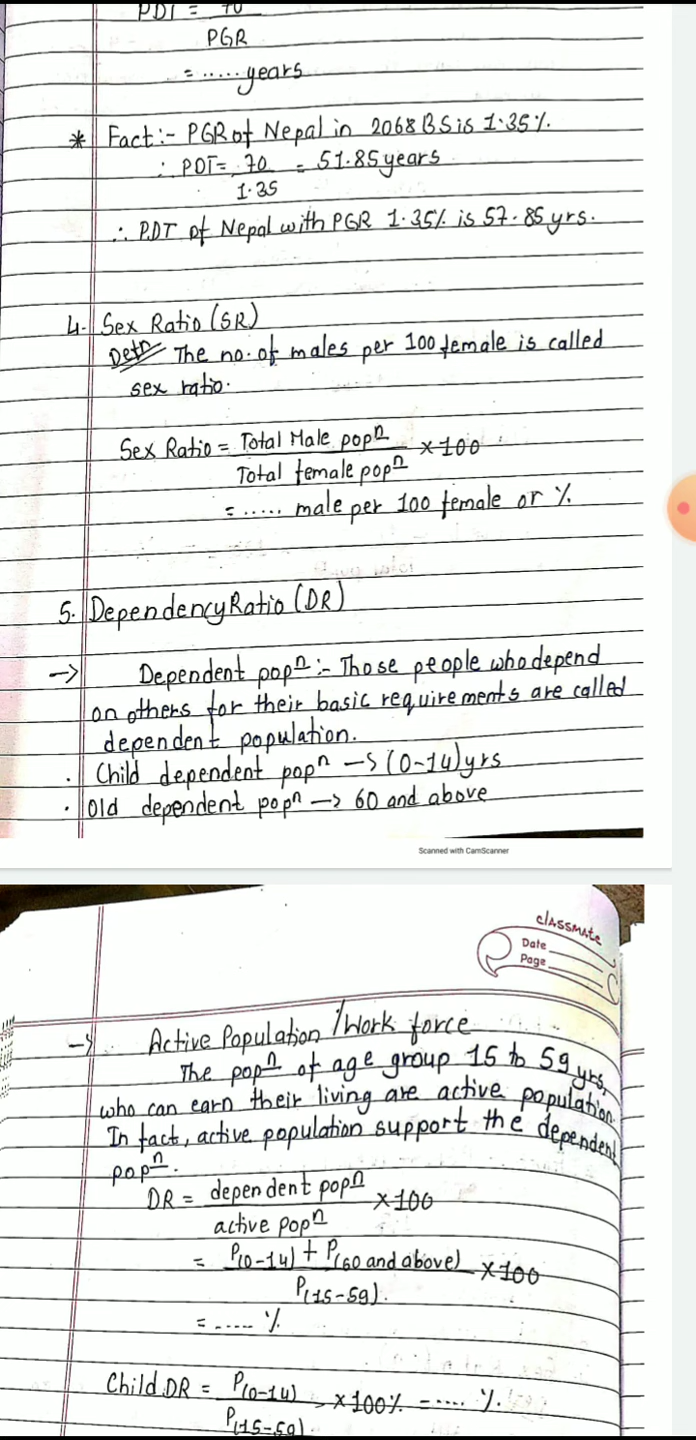 PDT = 70
PGR
= ..... years
* Fact:- PGR of Nepal in 2068 BS is 1.35%.
∴ PDT = 70 = 51.85 years
1.35
∴ PDT of Nepal with PGR 1.35% is 57.85 yrs.
4. Sex Ratio (SR)
Defn The no. of males per 100 female is called
sex ratio.
Sex Ratio = Total Male popn × 100
Total female popn
= ..... male per 100 female or %.
5. Dependency Ratio (DR)
→ Dependent popn :- Those people who depend
on others for their basic requirements are called
dependent population.
. Child dependent popn → (0-14) yrs
. Old dependent popn → 60 and above
Scanned with CamScanner
classmate
Date
Page
→ Active Population / Work force
The popn of age group 15 to 59 yrs,
who can earn their living are active population.
In fact, active population support the dependent
popn.
DR = dependent popn × 100
active popn
= P(0-14) + P(60 and above) × 100
P(15-59).
= ..... %
Child DR = P(0-14) × 100% = .... %.
P(15-59)